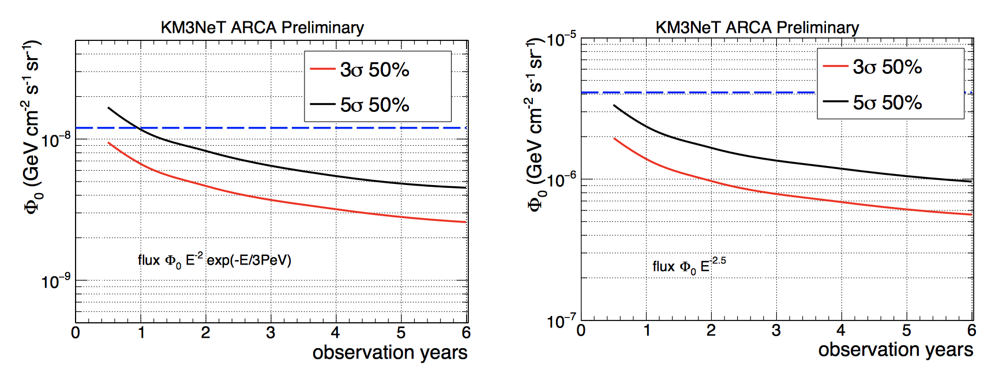 KM3NeT ARCA Preliminary
Φ₀ (GeV cm⁻² s⁻¹ sr⁻¹)
3σ 50%
5σ 50%
10⁻⁸
10⁻⁹
flux Φ₀ E⁻² exp(-E/3PeV)
0 1 2 3 4 5 6
observation years
KM3NeT ARCA Preliminary
Φ₀ (GeV cm⁻² s⁻¹ sr⁻¹)
10⁻⁵
3σ 50%
5σ 50%
10⁻⁶
flux Φ₀ E⁻²·⁵
10⁻⁷
0 1 2 3 4 5 6
observation years